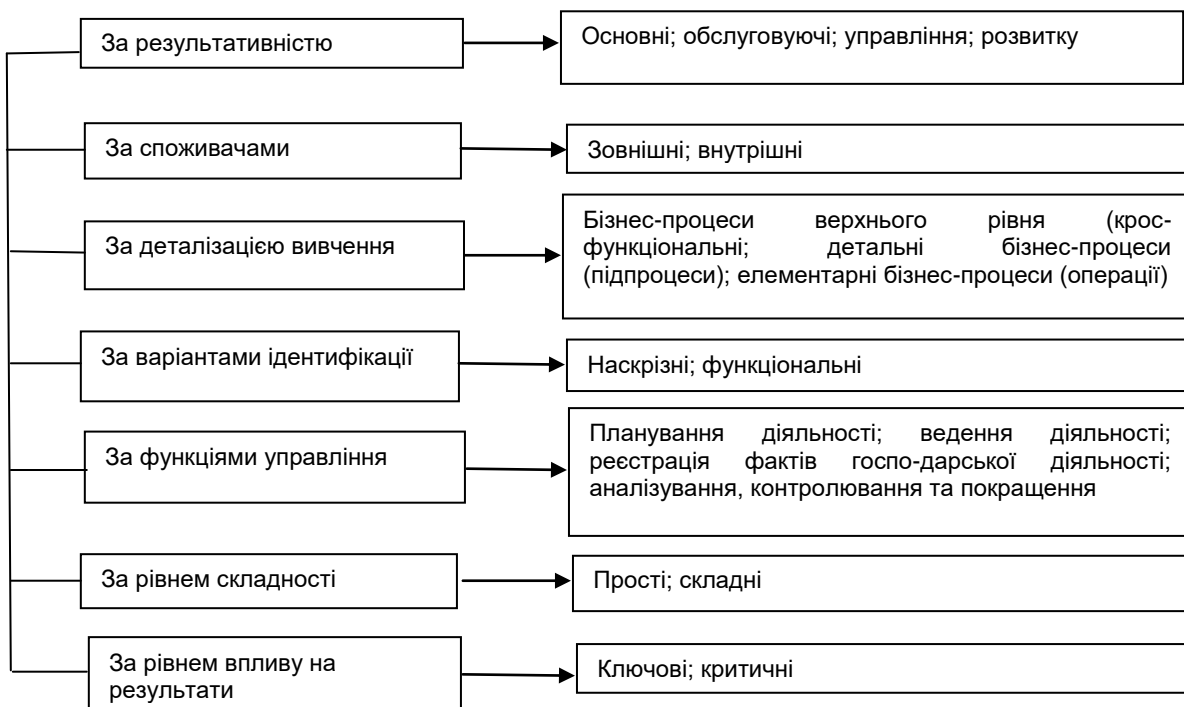 За результативністю
Основні; обслуговуючі; управління; розвитку
За споживачами
Зовнішні; внутрішні
За деталізацією вивчення
Бізнес-процеси верхнього рівня (крос-
функціональні; детальні бізнес-процеси
(підпроцеси); елементарні бізнес-процеси (операції)
За варіантами ідентифікації
Наскрізні; функціональні
За функціями управління
Планування діяльності; ведення діяльності;
реєстрація фактів госпо-дарської діяльності;
аналізування, контролювання та покращення
За рівнем складності
Прості; складні
За рівнем впливу на
результати
Ключові; критичні